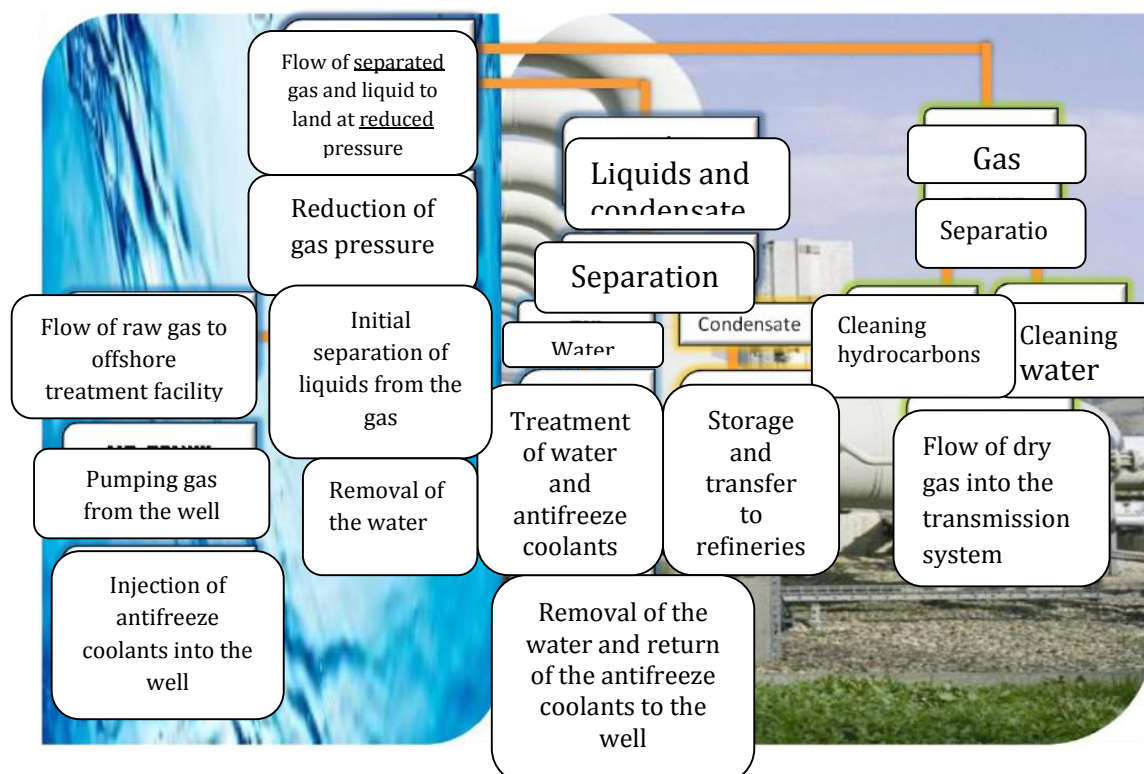 Flow of separated
gas and liquid to
land at reduced
pressure
Reduction of
gas pressure
Initial
separation of
liquids from the
gas
Removal of
the water
Flow of raw gas to
offshore
treatment facility
Pumping gas
from the well
Injection of
antifreeze
coolants into the
well
Liquids and
condensate
Separation
Water
Condensate
Treatment
of water
and
antifreeze
coolants
Storage
and
transfer
to
refineries
Removal of the
water and return
of the antifreeze
coolants to the
well
Gas
Separatio
Cleaning
hydrocarbons
Cleaning
water
Flow of dry
gas into the
transmission
system